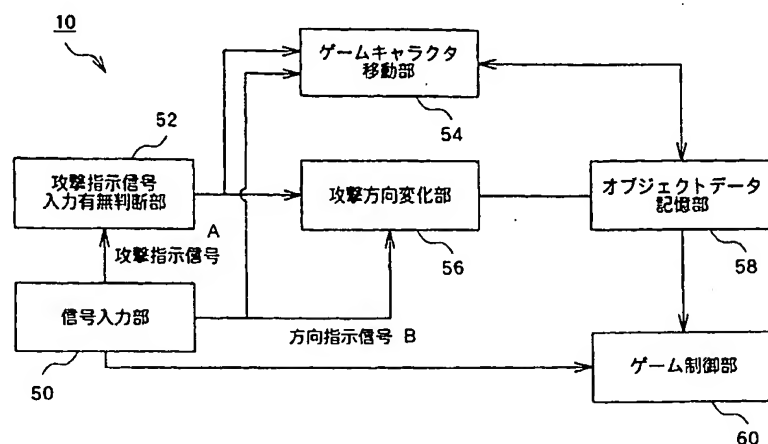 10
ゲームキャラクタ
移動部
54
52
攻撃指示信号
入力有無判断部
攻撃方向変化部
56
オブジェクトデータ
記憶部
58
A
攻撃指示信号
信号入力部
50
方向指示信号 B
ゲーム制御部
60